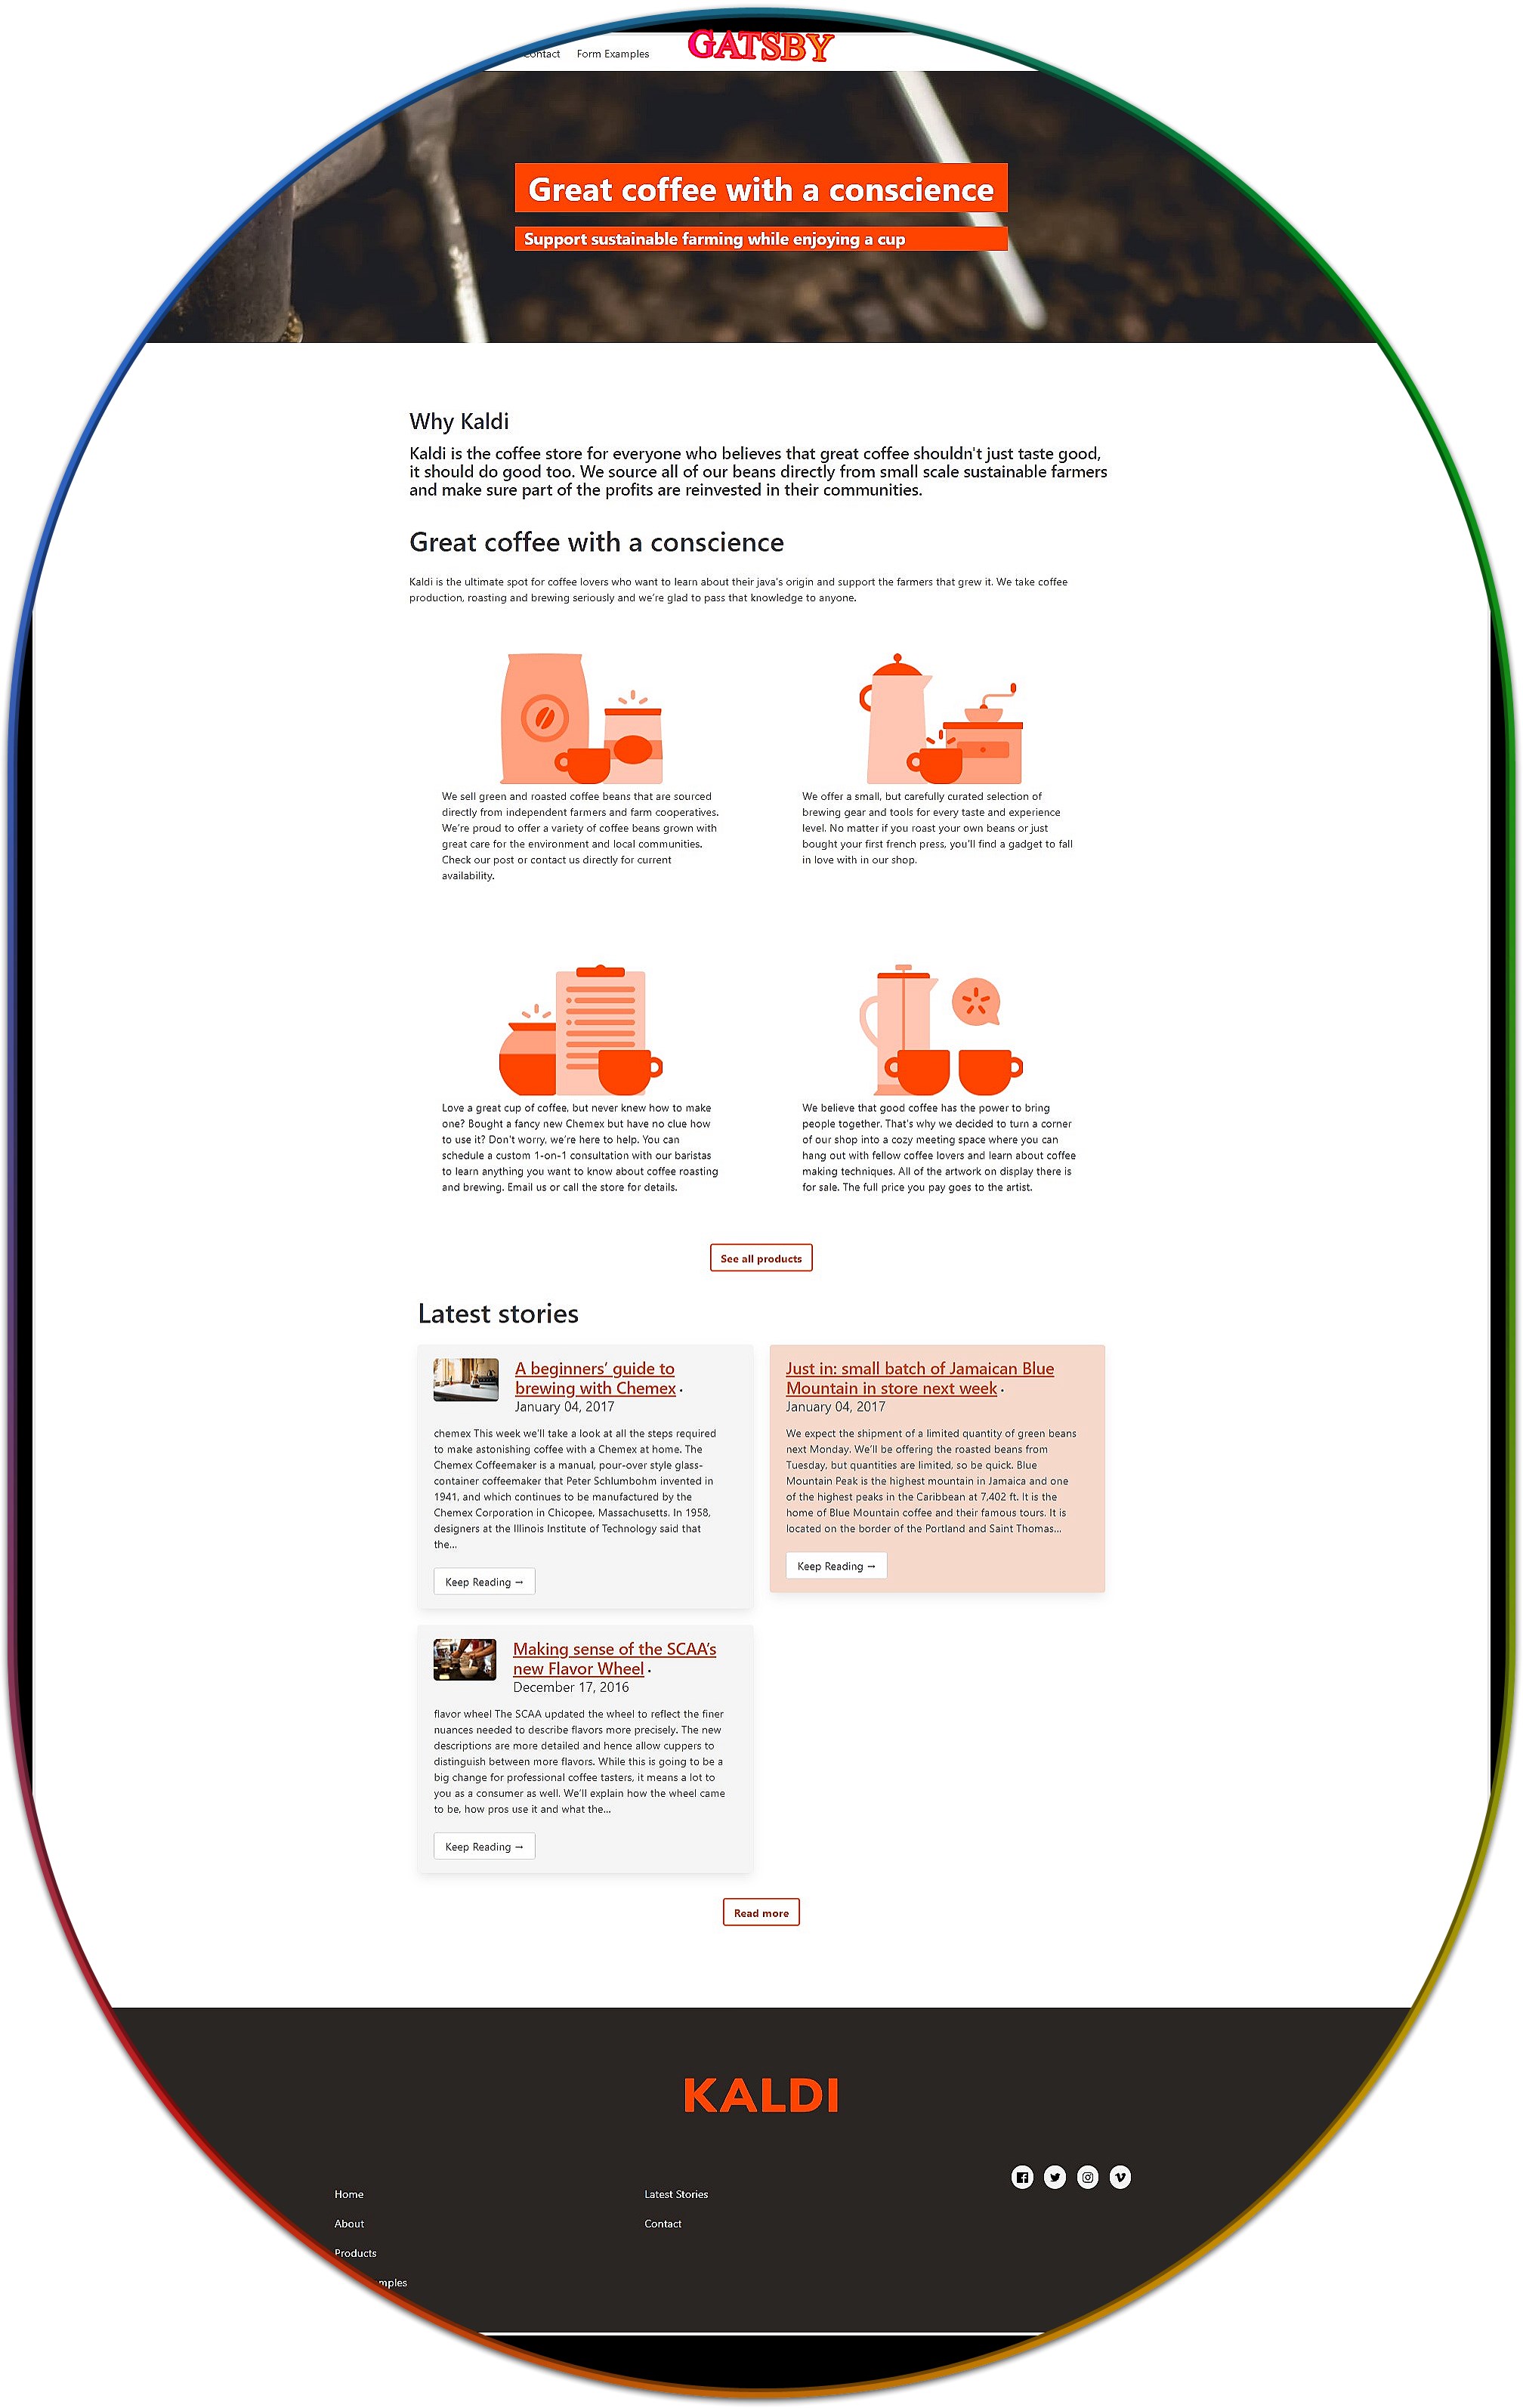 Contact Form Examples
GATSBY
Great coffee with a conscience
Support sustainable farming while enjoying a cup
Why Kaldi
Kaldi is the coffee store for everyone who believes that great coffee shouldn't just taste good,
it should do good too. We source all of our beans directly from small scale sustainable farmers
and make sure part of the profits are reinvested in their communities.
Great coffee with a conscience
Kaldi is the ultimate spot for coffee lovers who want to learn about their java's origin and support the farmers that grew it. We take coffee
production, roasting and brewing seriously and we're glad to pass that knowledge to anyone.
We sell green and roasted coffee beans that are sourced
directly from independent farmers and farm cooperatives.
We're proud to offer a variety of coffee beans grown with
great care for the environment and local communities.
Check our post or contact us directly for current
availability.
We offer a small, but carefully curated selection of
brewing gear and tools for every taste and experience
level. No matter if you roast your own beans or just
bought your first french press, you'll find a gadget to fall
in love with in our shop.
Love a great cup of coffee, but never knew how to make
one? Bought a fancy new Chemex but have no clue how
to use it? Don't worry, we're here to help. You can
schedule a custom 1-on-1 consultation with our baristas
to learn anything you want to know about coffee roasting
and brewing. Email us or call the store for details.
We believe that good coffee has the power to bring
people together. That's why we decided to turn a corner
of our shop into a cozy meeting space where you can
hang out with fellow coffee lovers and learn about coffee
making techniques. All of the artwork on display there is
for sale. The full price you pay goes to the artist.
See all products
Latest stories
A beginners' guide to
brewing with Chemex •
January 04, 2017
chemex This week we'll take a look at all the steps required
to make astonishing coffee with a Chemex at home. The
Chemex Coffeemaker is a manual, pour-over style glass-
container coffeemaker that Peter Schlumbohm invented in
1941, and which continues to be manufactured by the
Chemex Corporation in Chicopee, Massachusetts. In 1958,
designers at the Illinois Institute of Technology said that
the…
Keep Reading →
Just in: small batch of Jamaican Blue
Mountain in store next week •
January 04, 2017
We expect the shipment of a limited quantity of green beans
next Monday. We'll be offering the roasted beans from
Tuesday, but quantities are limited, so be quick. Blue
Mountain Peak is the highest mountain in Jamaica and one
of the highest peaks in the Caribbean at 7,402 ft. It is the
home of Blue Mountain coffee and their famous tours. It is
located on the border of the Portland and Saint Thomas…
Keep Reading →
Making sense of the SCAA's
new Flavor Wheel •
December 17, 2016
flavor wheel The SCAA updated the wheel to reflect the finer
nuances needed to describe flavors more precisely. The new
descriptions are more detailed and hence allow cuppers to
distinguish between more flavors. While this is going to be a
big change for professional coffee tasters, it means a lot to
you as a consumer as well. We'll explain how the wheel came
to be, how pros use it and what the…
Keep Reading →
Read more
KALDI
Home
About
Products
Latest Stories
Contact